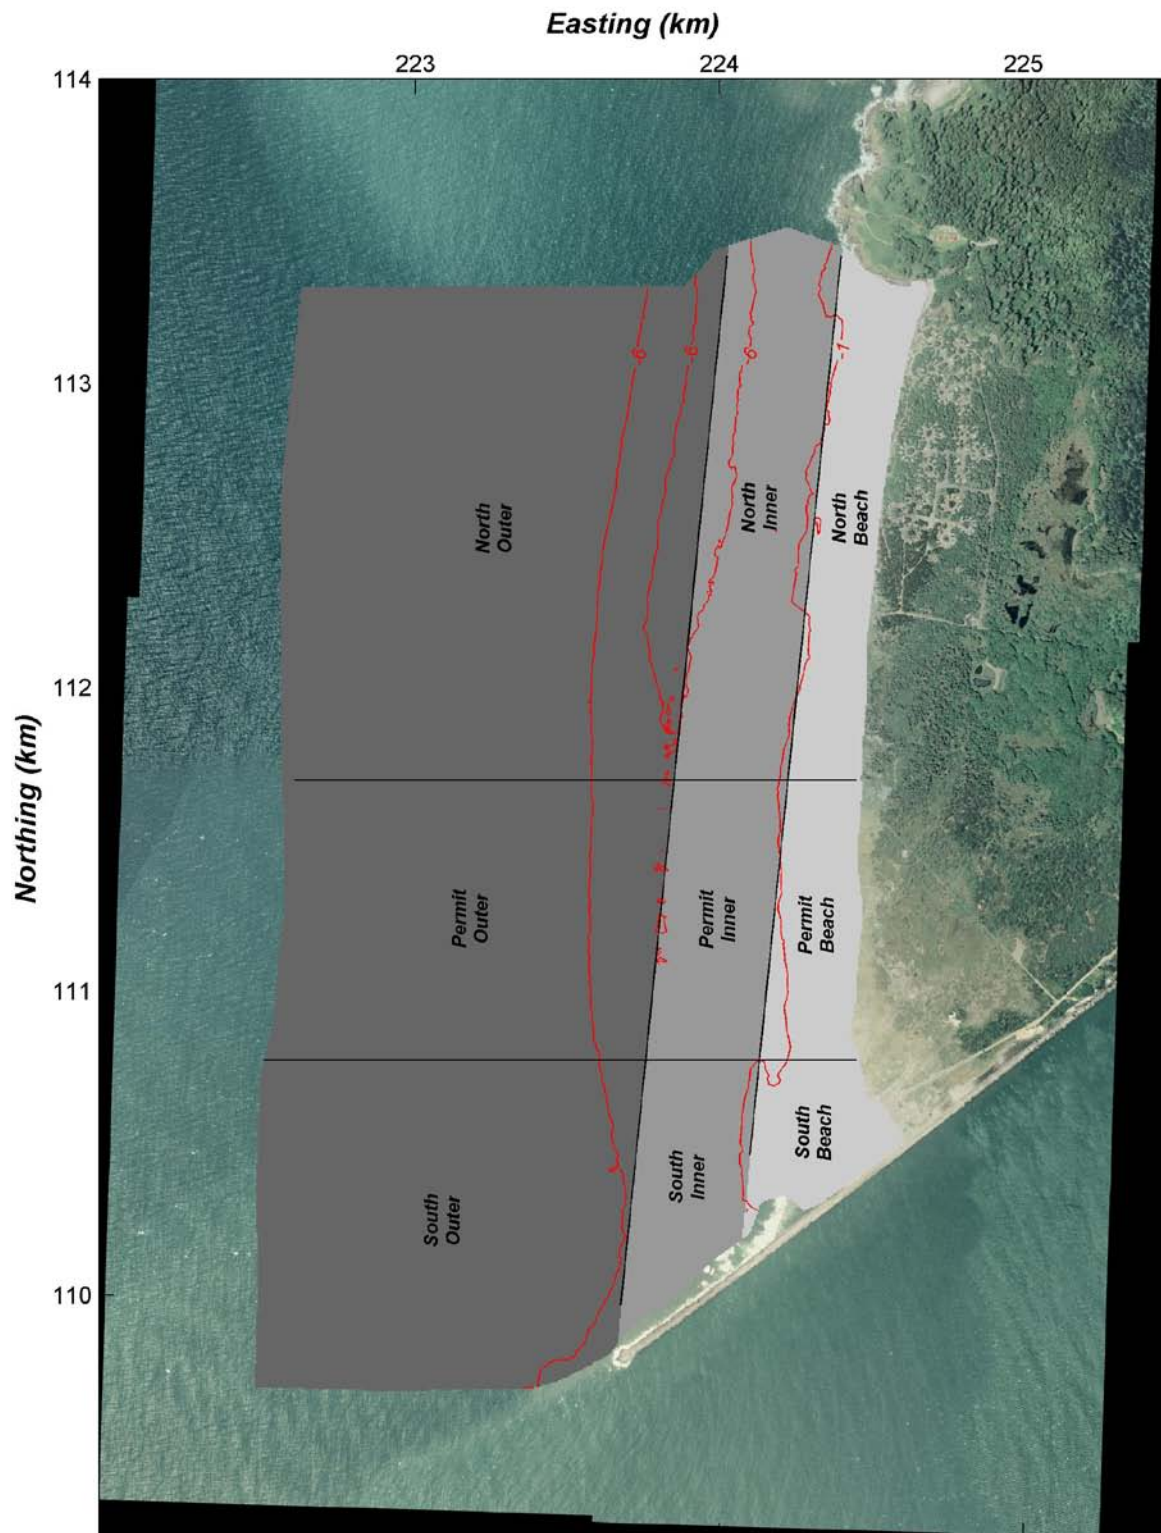 Easting (km)
223
224
225
114
113
112
111
110
Northing (km)
-6
-6
-6
-1
North
Outer
North
Inner
North
Beach
Permit
Outer
Permit
Inner
Permit
Beach
South
Outer
South
Inner
South
Beach